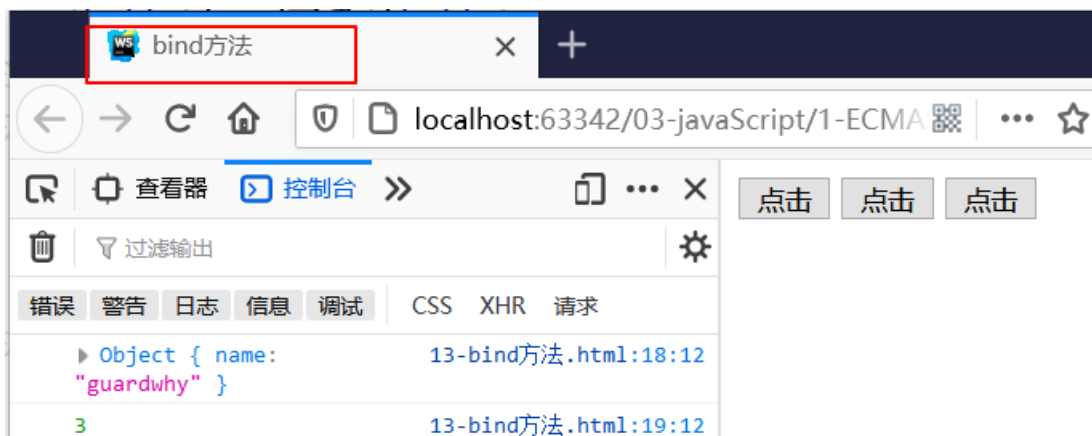 WS bind方法
localhost:63342/03-javaScript/1-ECMA
查看器 控制台
点击 点击 点击
过滤输出
错误 警告 日志 信息 调试 CSS XHR 请求
Object { name: 13-bind方法.html:18:12
"guardwhy" }
3 13-bind方法.html:19:12